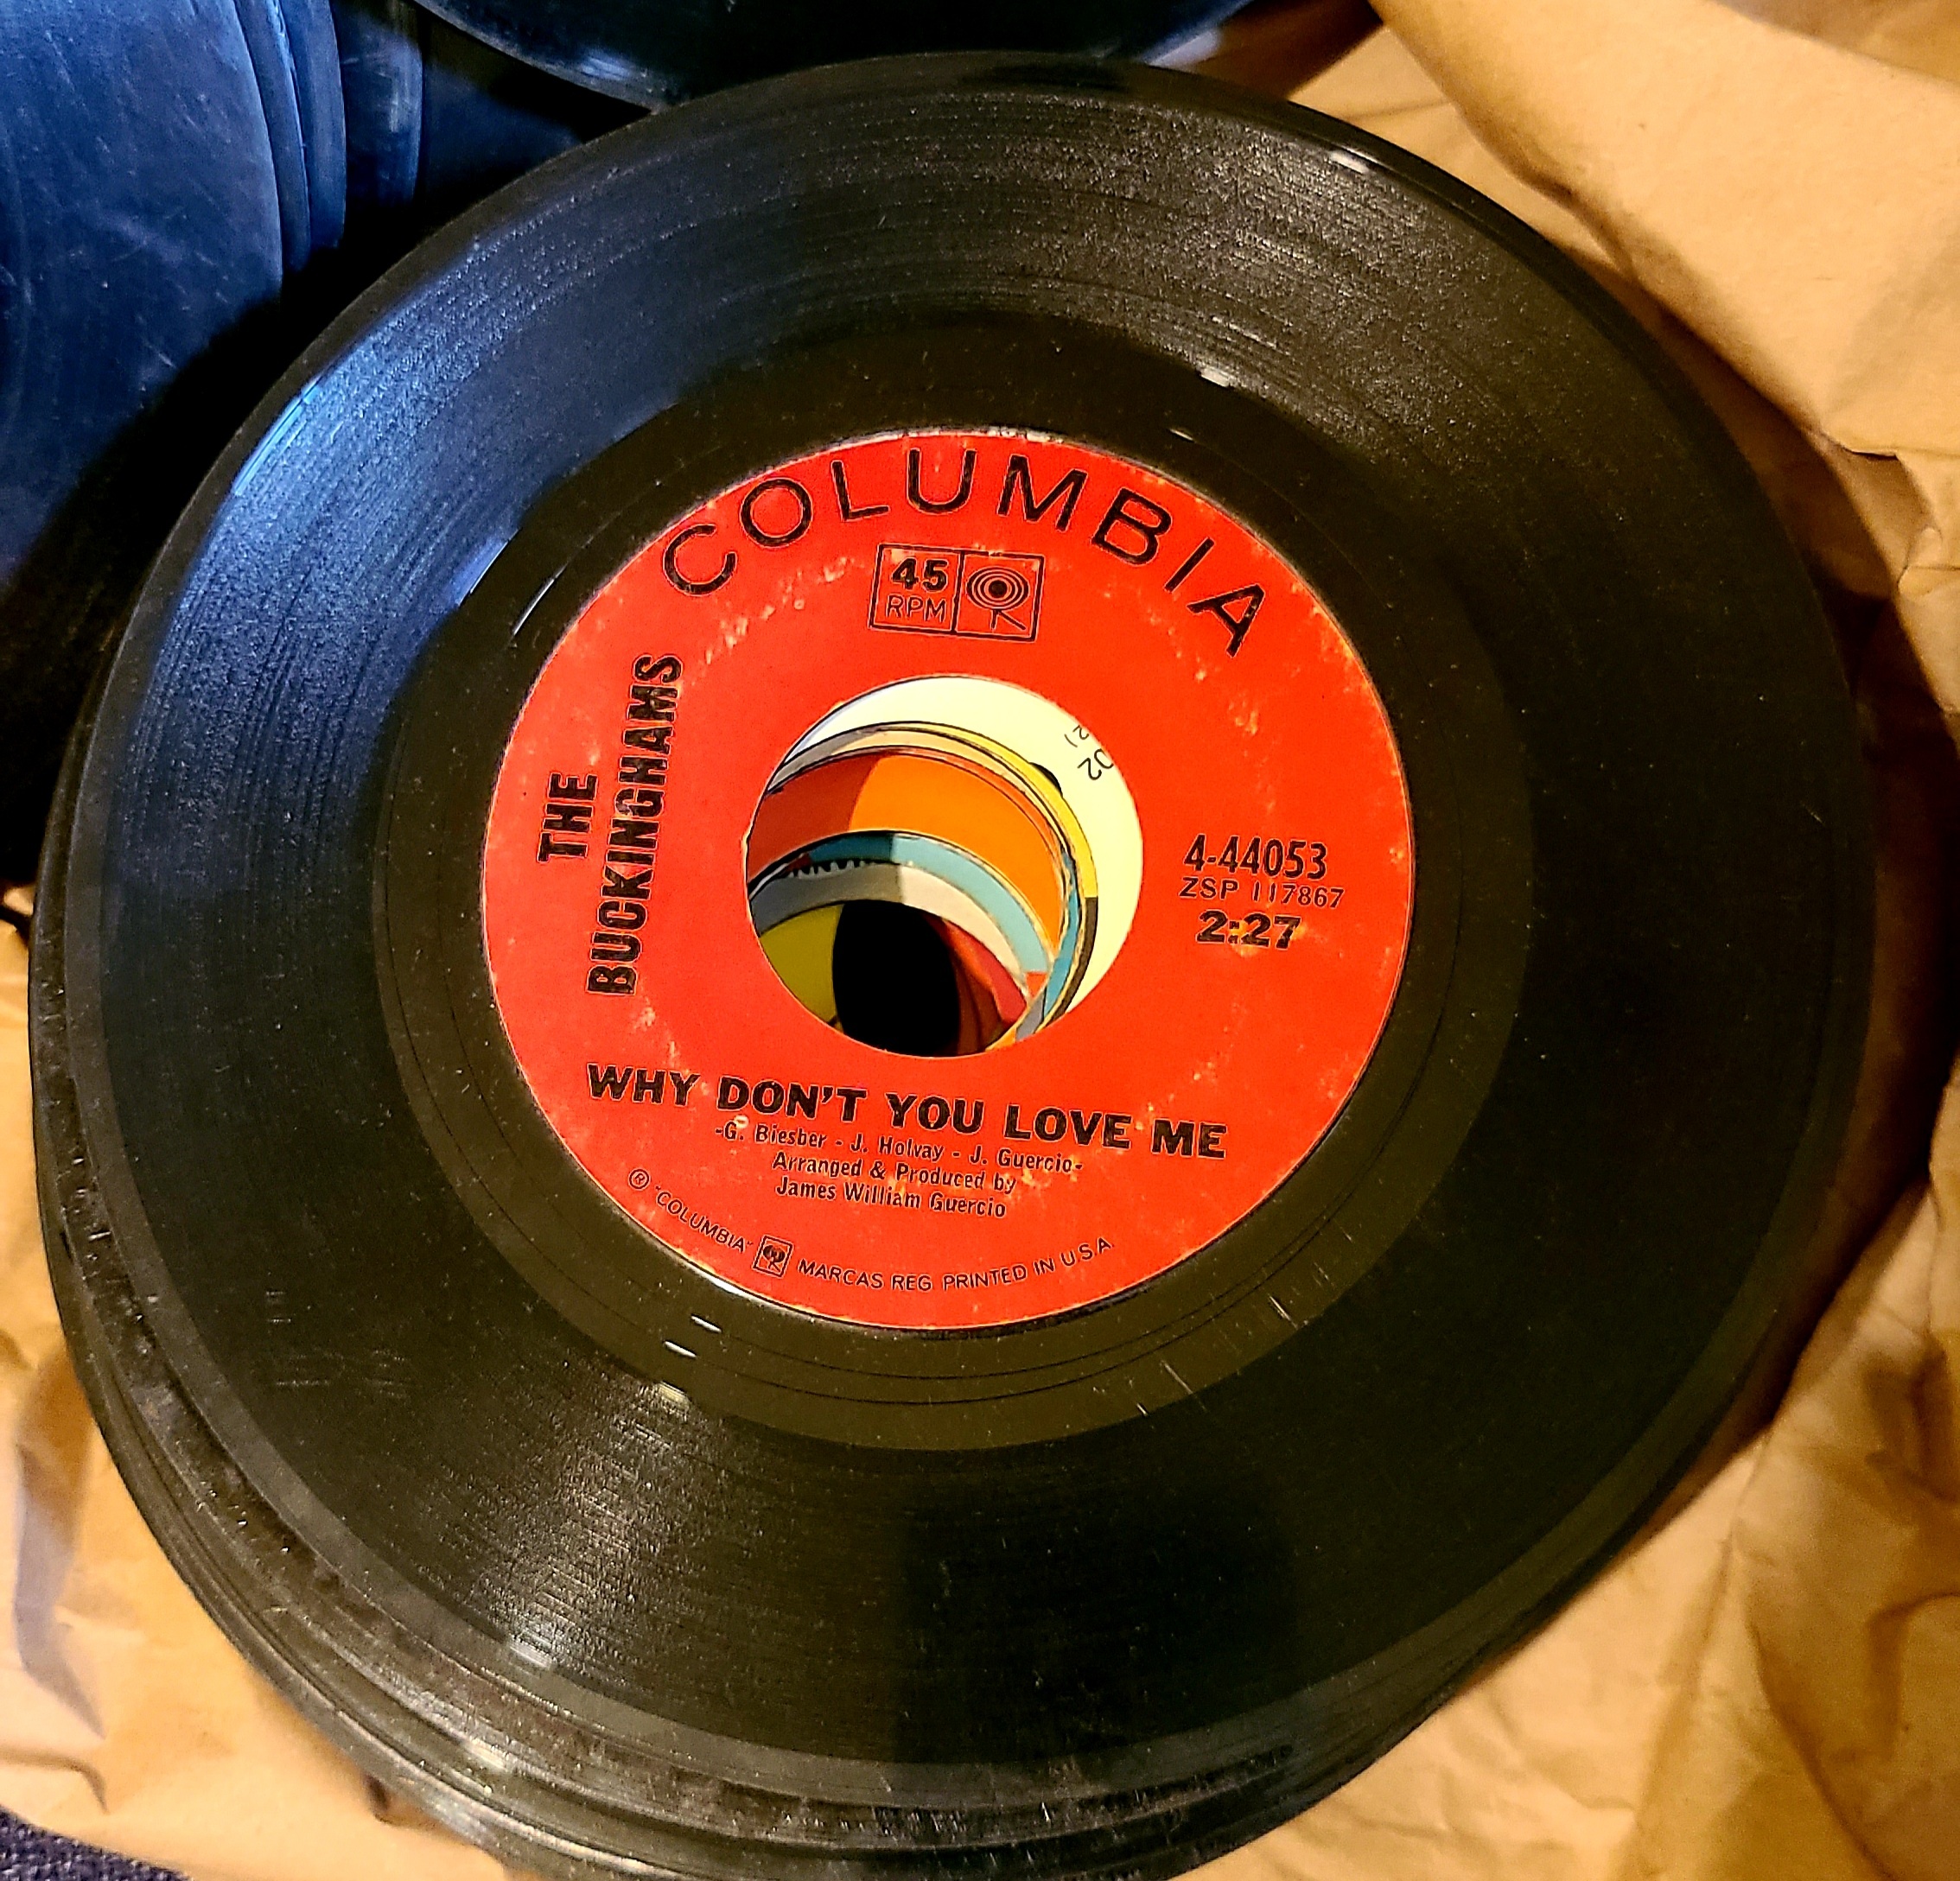 COLUMBIA
45
RPM
THE
BUCKINGHAMS
4-44053
ZSP 117867
2:27
WHY DON'T YOU LOVE ME
-G. Biesber - J. Holvay - J. Guercio-
Arranged & Produced by
James William Guercio
® "COLUMBIA" MARCAS REG PRINTED IN U.S.A.